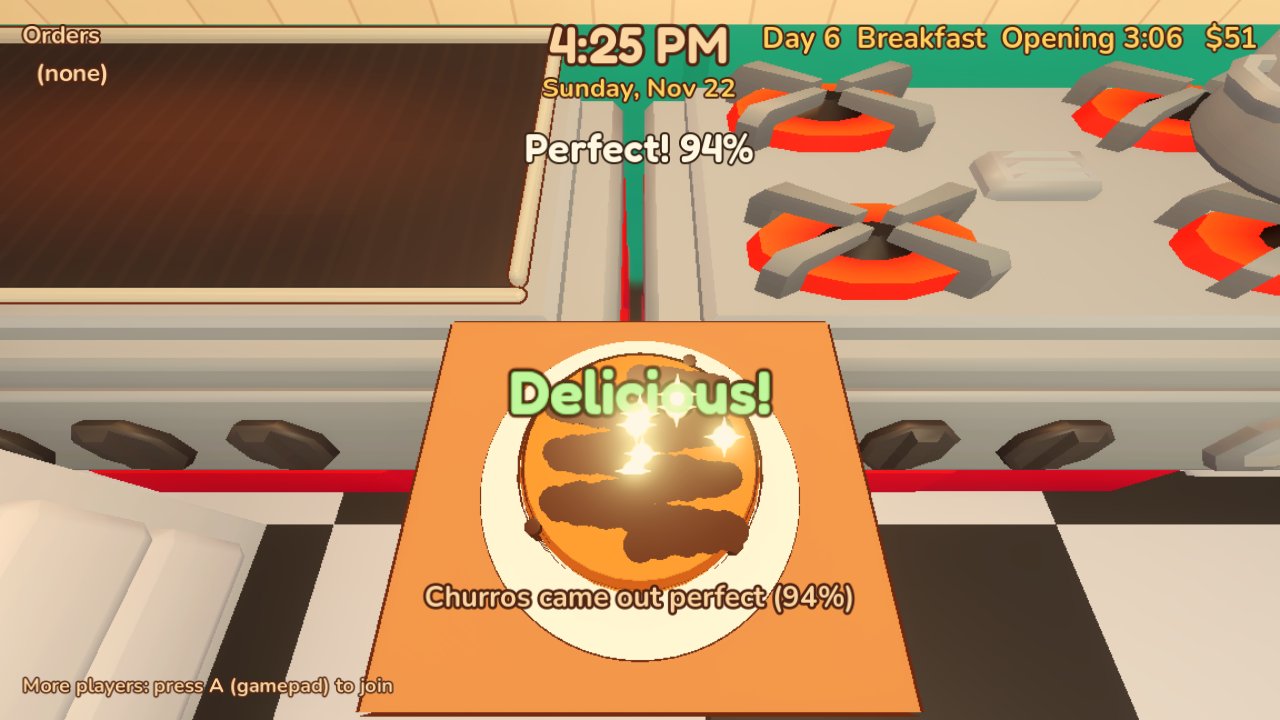 Orders
(none)
4:25 PM
Sunday, Nov 22
Day 6 Breakfast Opening 3:06 $51
Perfect! 94%
Delicious!
Churros came out perfect (94%)
More players: press A (gamepad) to join